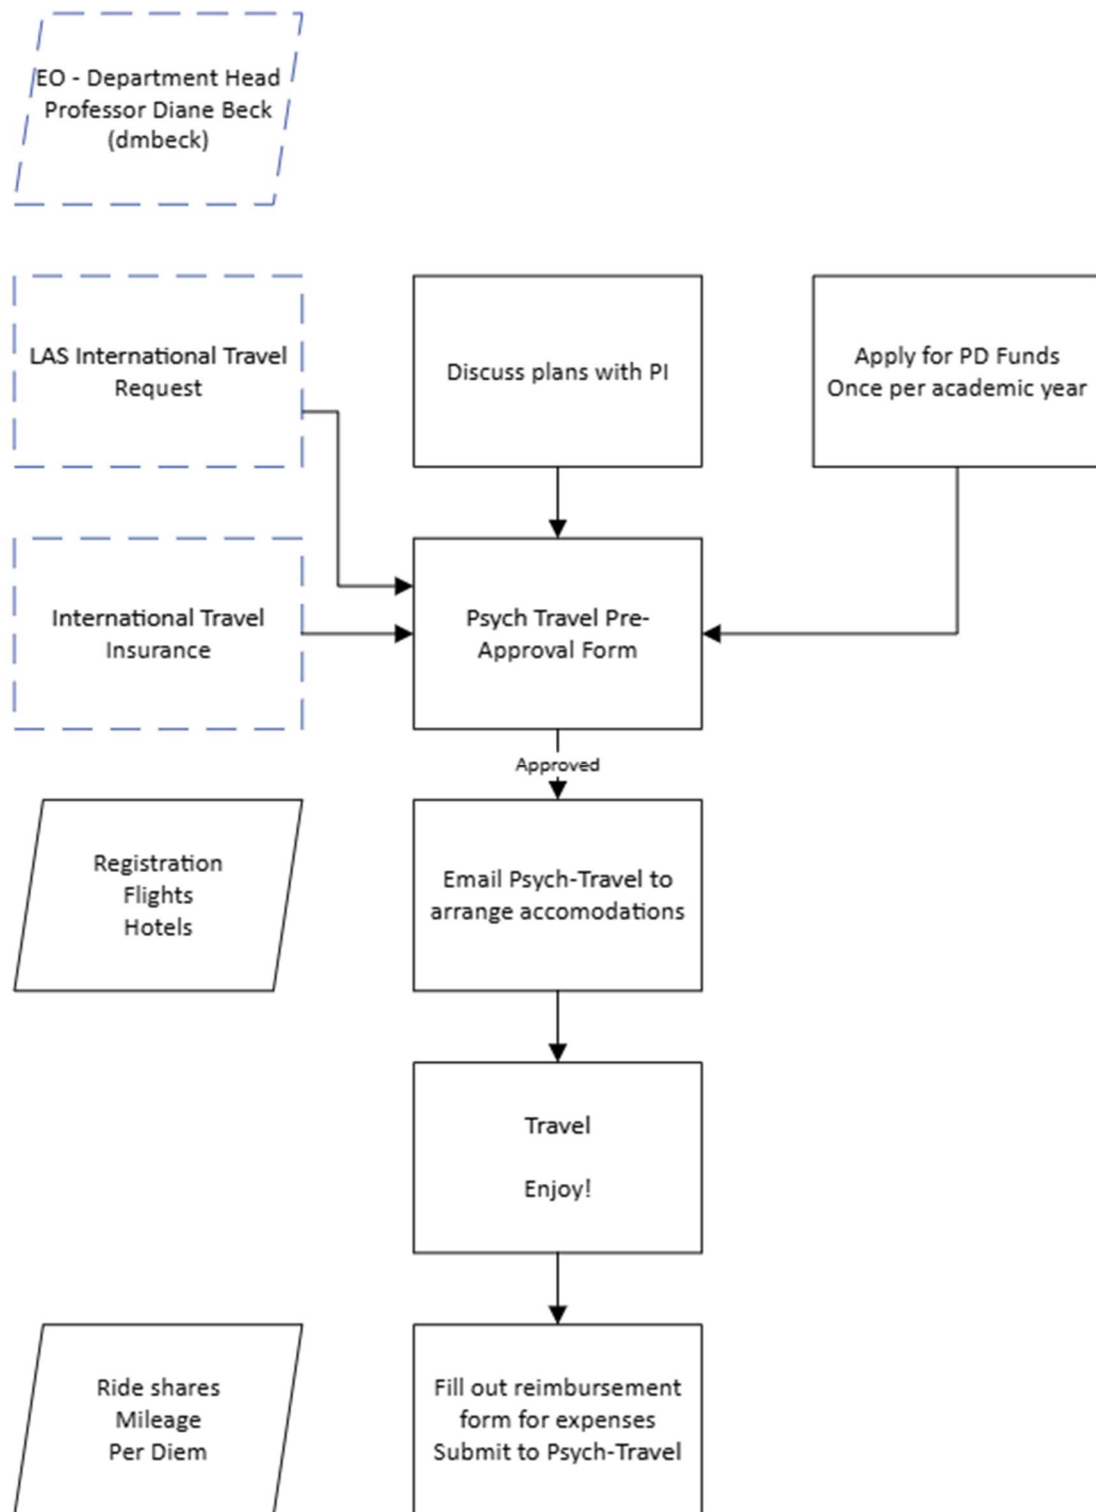 EO - Department Head
Professor Diane Beck
(dmbeck)
LAS International Travel
Request
Discuss plans with PI
Apply for PD Funds
Once per academic year
International Travel
Insurance
Psych Travel Pre-
Approval Form
Approved
Registration
Flights
Hotels
Email Psych-Travel to
arrange accomodations
Travel
Enjoy!
Ride shares
Mileage
Per Diem
Fill out reimbursement
form for expenses
Submit to Psych-Travel